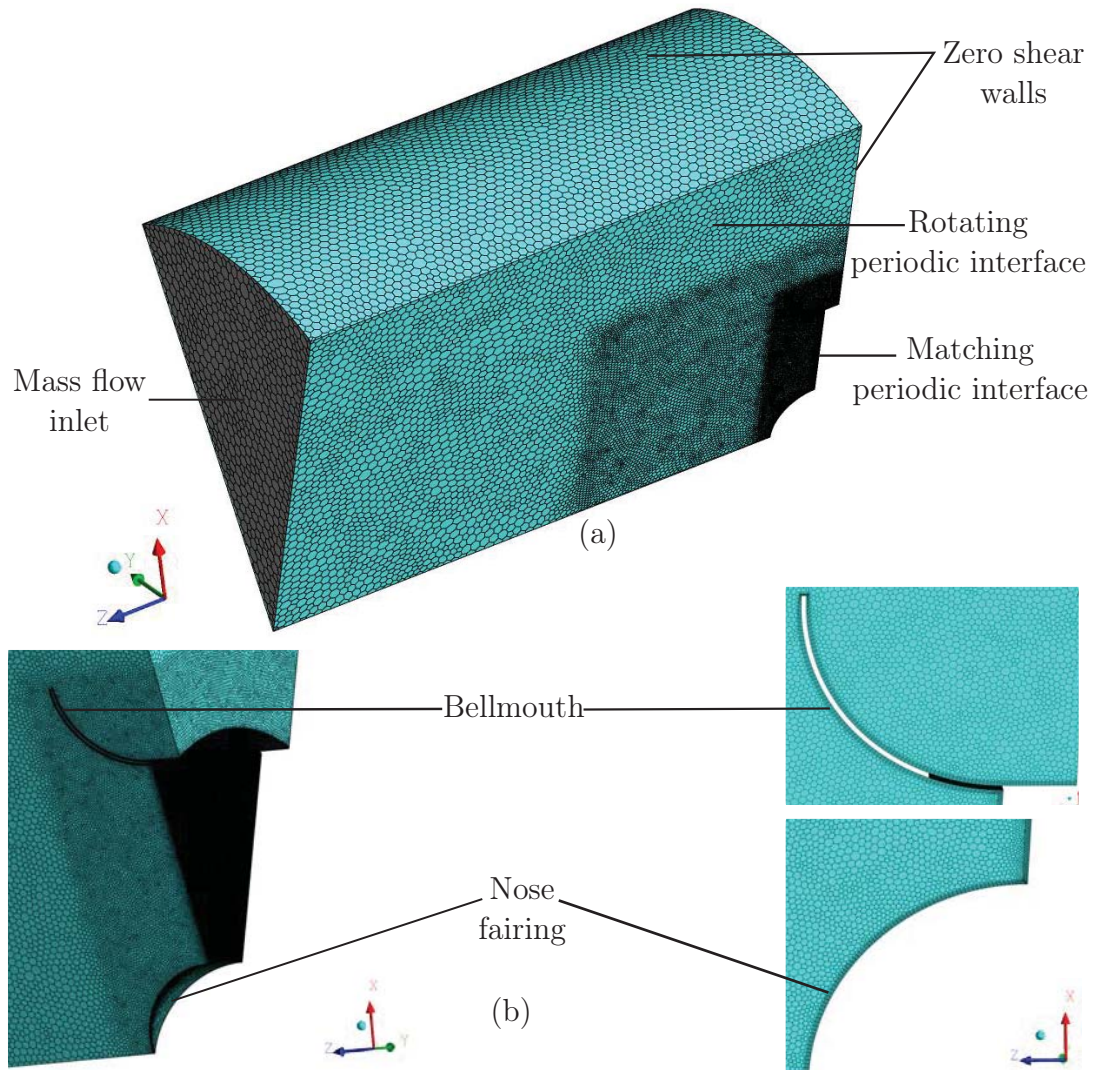 Zero shear
walls
Rotating
periodic interface
Matching
periodic interface
Mass flow
inlet
X
Y
Z
(a)
Bellmouth
Nose
fairing
(b)
X
Z
Y
X
Z